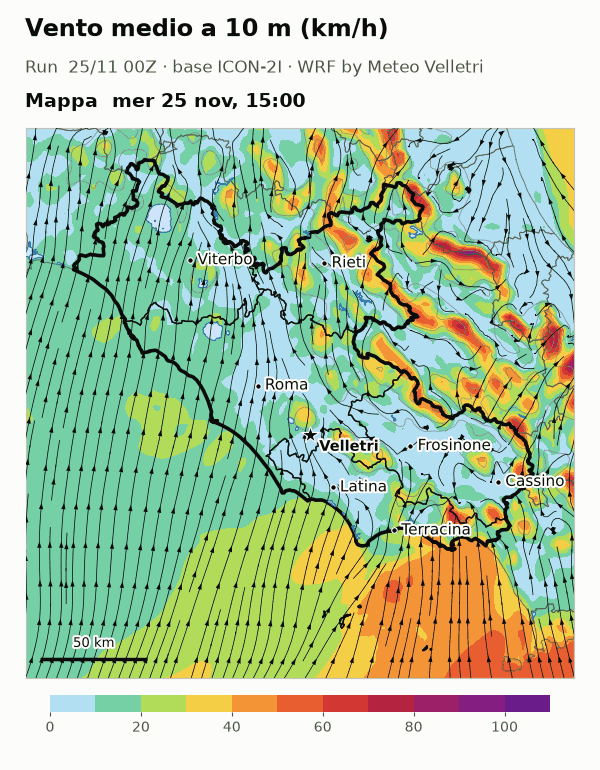 Vento medio a 10 m (km/h)
Run  25/11 00Z · base ICON-2I · WRF by Meteo Velletri
Mappa  mer 25 nov, 15:00
Viterbo
Rieti
Roma
Velletri
Frosinone
Latina
Cassino
Terracina
50 km
0 20 40 60 80 100